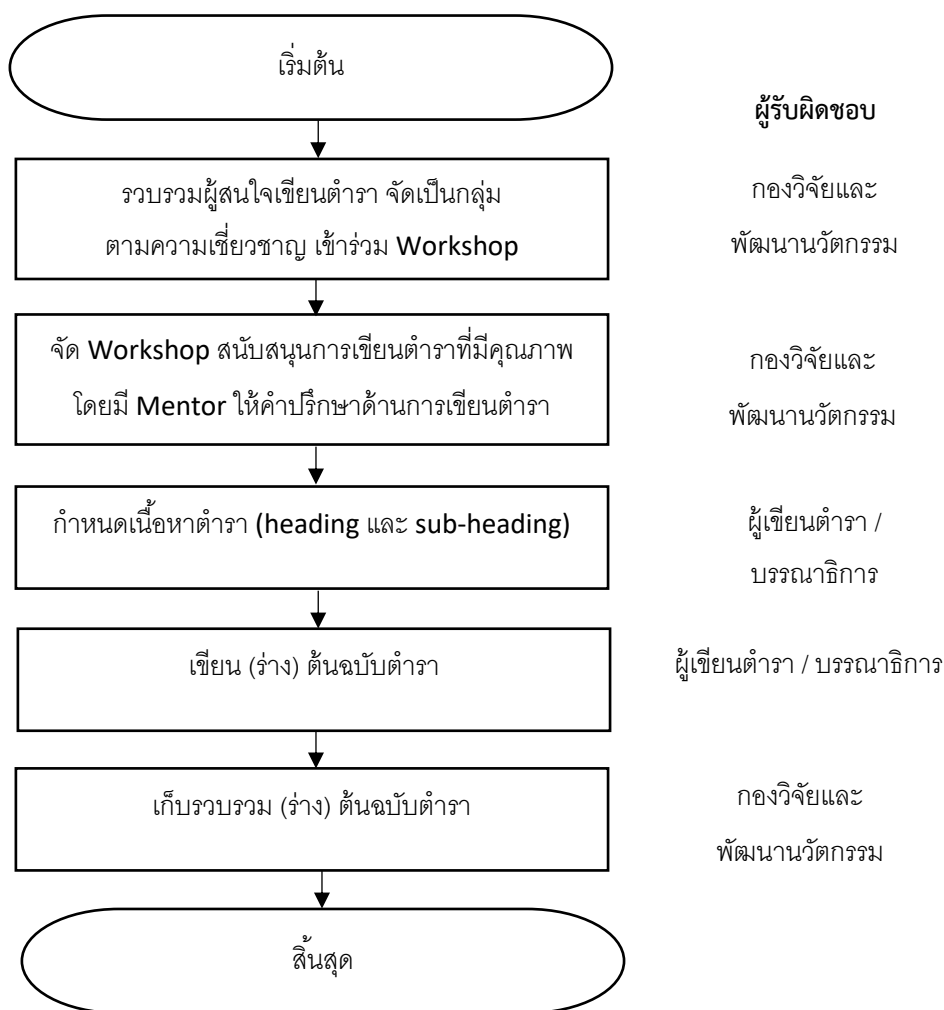 เริ่มต้น
ผู้รับผิดชอบ
รวบรวมผู้สนใจเขียนตำรา จัดเป็นกลุ่ม
ตามความเชี่ยวชาญ เข้าร่วม Workshop
กองวิจัยและ
พัฒนานวัตกรรม
จัด Workshop สนับสนุนการเขียนตำราที่มีคุณภาพ
โดยมี Mentor ให้คำปรึกษาด้านการเขียนตำรา
กองวิจัยและ
พัฒนานวัตกรรม
กำหนดเนื้อหาตำรา (heading และ sub-heading)
ผู้เขียนตำรา /
บรรณาธิการ
เขียน (ร่าง) ต้นฉบับตำรา
ผู้เขียนตำรา / บรรณาธิการ
เก็บรวบรวม (ร่าง) ต้นฉบับตำรา
กองวิจัยและ
พัฒนานวัตกรรม
สิ้นสุด